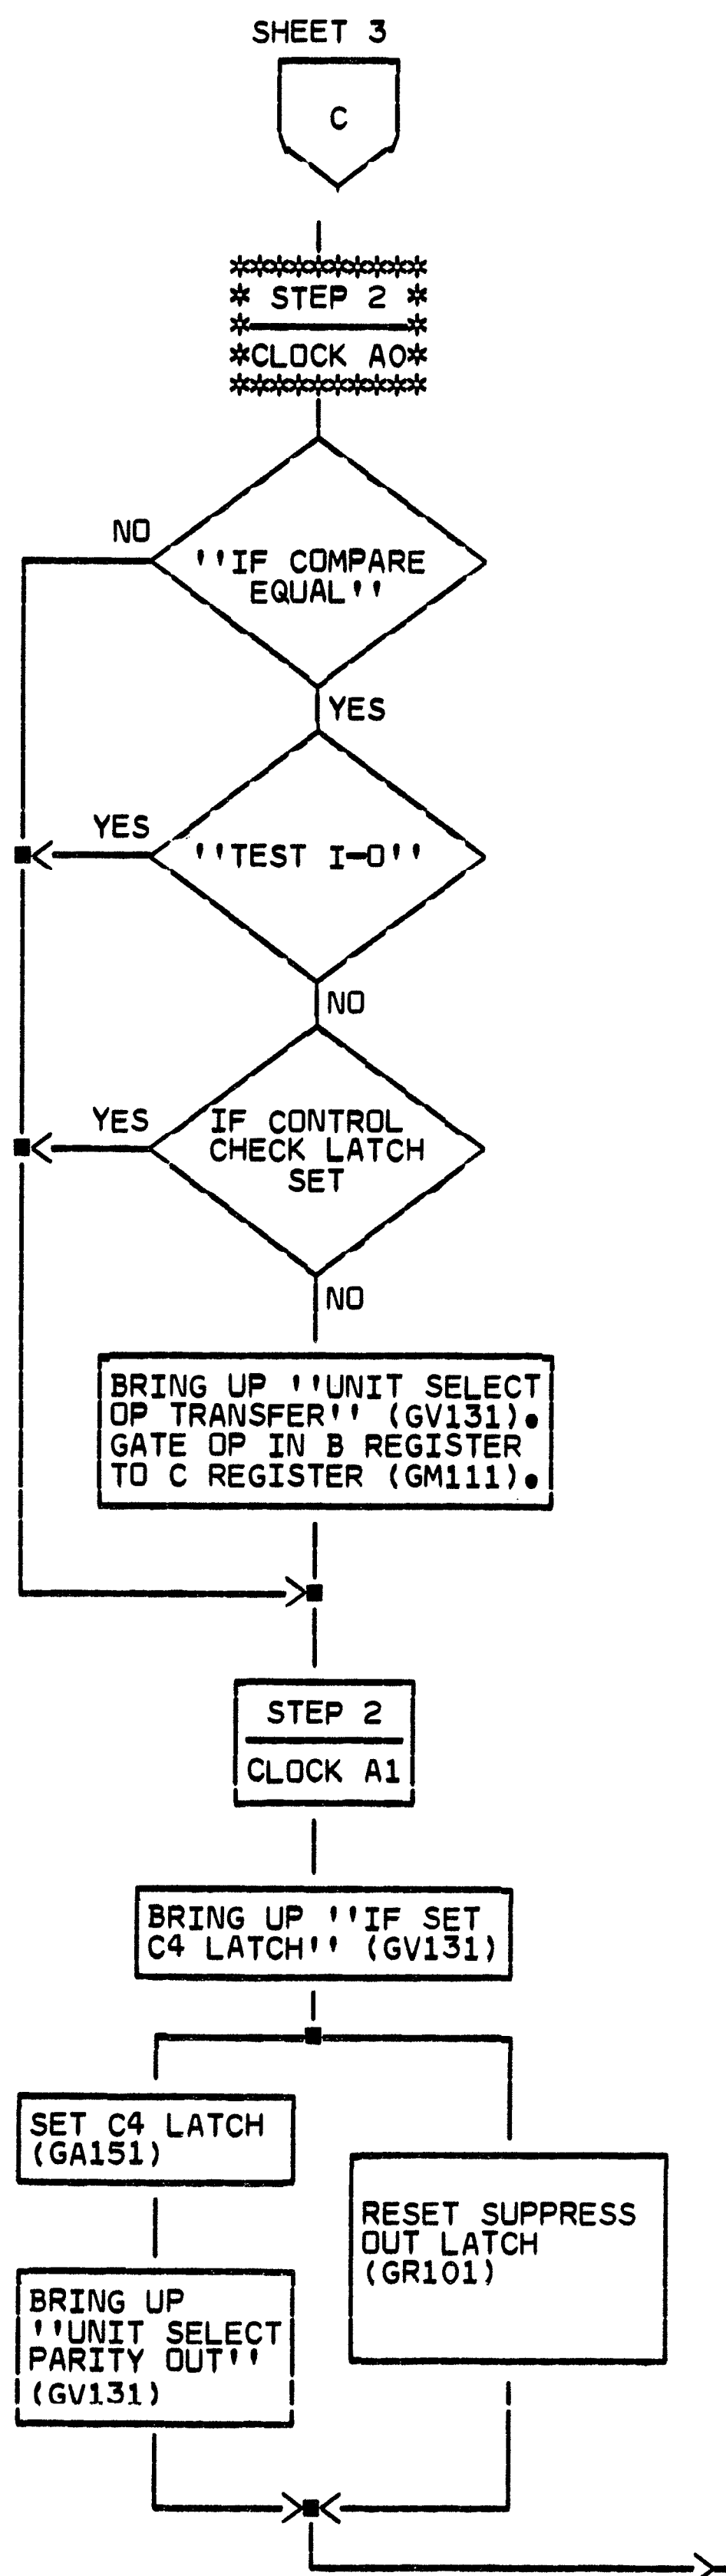 SHEET 3
C
*********
* STEP 2 *
*CLOCK A0*
**********
NO
''IF COMPARE
EQUAL''
YES
YES
''TEST I-O''
NO
YES
IF CONTROL
CHECK LATCH
SET
NO
BRING UP ''UNIT SELECT
OP TRANSFER'' (GV131).
GATE OP IN B REGISTER
TO C REGISTER (GM111).
STEP 2
CLOCK A1
BRING UP ''IF SET
C4 LATCH'' (GV131)
SET C4 LATCH
(GA151)
RESET SUPPRESS
OUT LATCH
(GR101)
BRING UP
''UNIT SELECT
PARITY OUT''
(GV131)